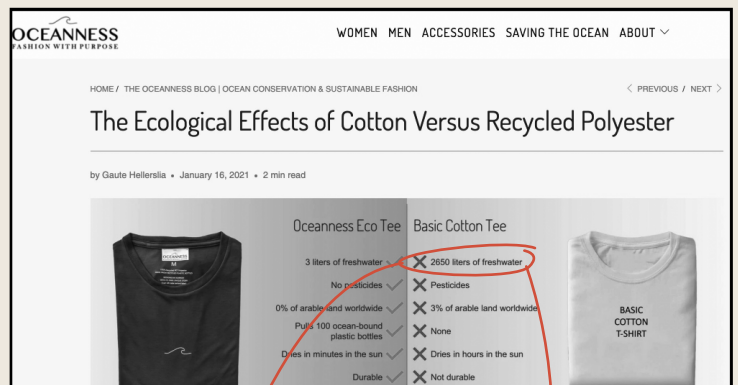 OCEANNESS
FASHION WITH PURPOSE
WOMEN MEN ACCESSORIES SAVING THE OCEAN ABOUT
HOME / THE OCEANNESS BLOG | OCEAN CONSERVATION & SUSTAINABLE FASHION
PREVIOUS / NEXT
The Ecological Effects of Cotton Versus Recycled Polyester
by Gaute Hellerslia • January 16, 2021 • 2 min read
Oceanness Eco Tee Basic Cotton Tee
3 liters of freshwater 2650 liters of freshwater
No pesticides Pesticides
0% of arable land worldwide 3% of arable land worldwide
Pulls 100 ocean-bound
plastic bottles None
Dries in minutes in the sun Dries in hours in the sun
Durable Not durable
OCEANNESS
M
BASIC
COTTON
T-SHIRT